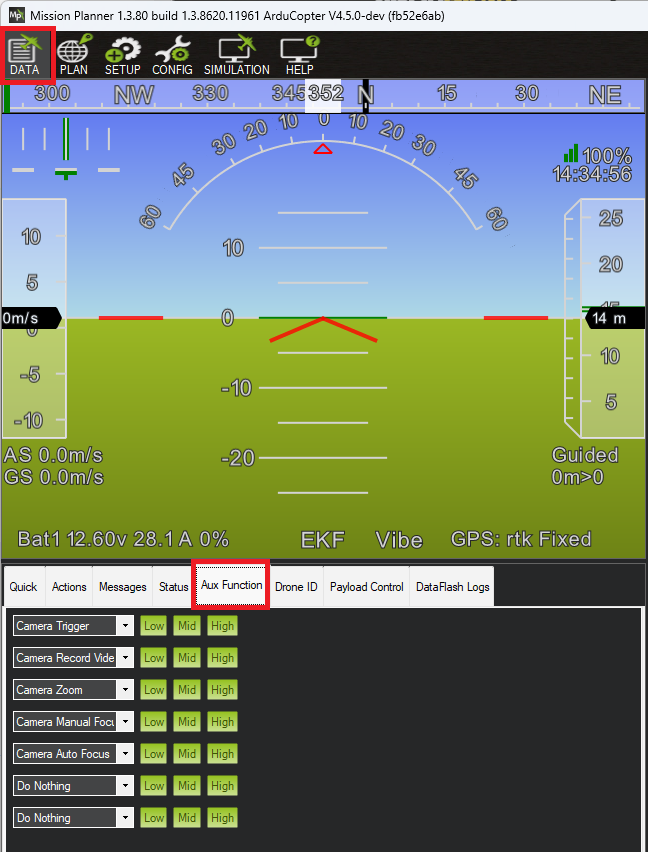 Mission Planner 1.3.80 build 1.3.8620.11961 ArduCopter V4.5.0-dev (fb52e6ab)
DATA PLAN SETUP CONFIG SIMULATION HELP
300 NW 330 345 352 N 15 30 NE
60 45 30 20 10 0 10 20 30 45 60
100%
14:34:56
10
5
0m/s
0
-5
-10
10
0
-10
-20
25
20
14 m
10
5
AS 0.0m/s
GS 0.0m/s
Guided
0m>0
Bat1 12.60v 28.1 A 0% EKF Vibe GPS: rtk Fixed
Quick Actions Messages Status Aux Function Drone ID Payload Control DataFlash Logs
Camera Trigger Low Mid High
Camera Record Vide Low Mid High
Camera Zoom Low Mid High
Camera Manual Focu Low Mid High
Camera Auto Focus Low Mid High
Do Nothing Low Mid High
Do Nothing Low Mid High